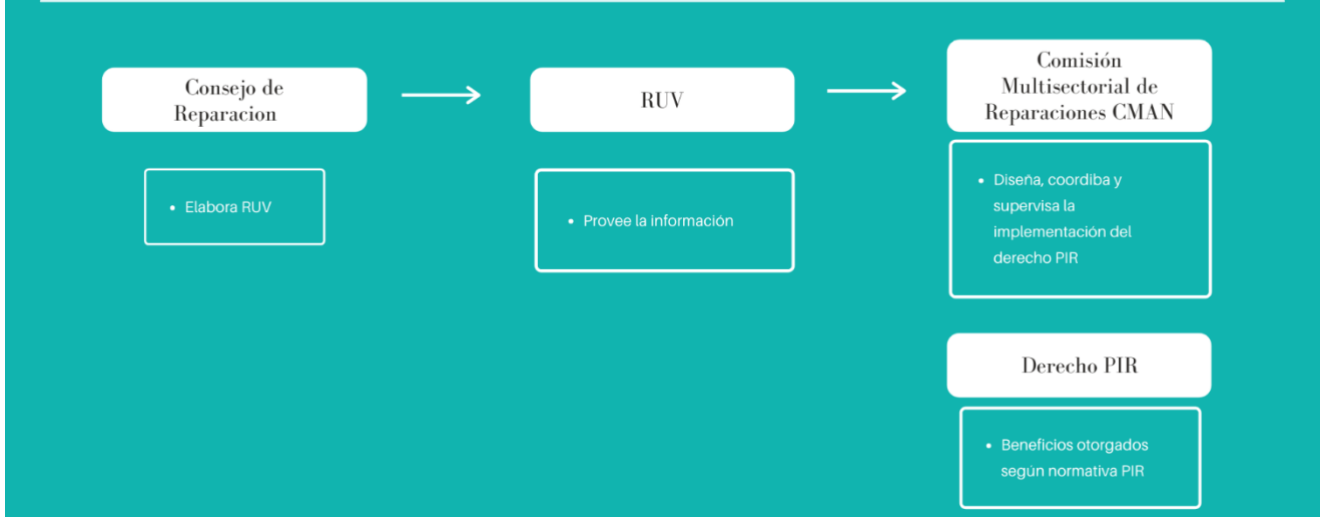 Consejo de
Reparacion
• Elabora RUV
RUV
• Provee la información
Comisión
Multisectorial de
Reparaciones CMAN
• Diseña, coordiba y
supervisa la
implementación del
derecho PIR
Derecho PIR
• Beneficios otorgados
según normativa PIR